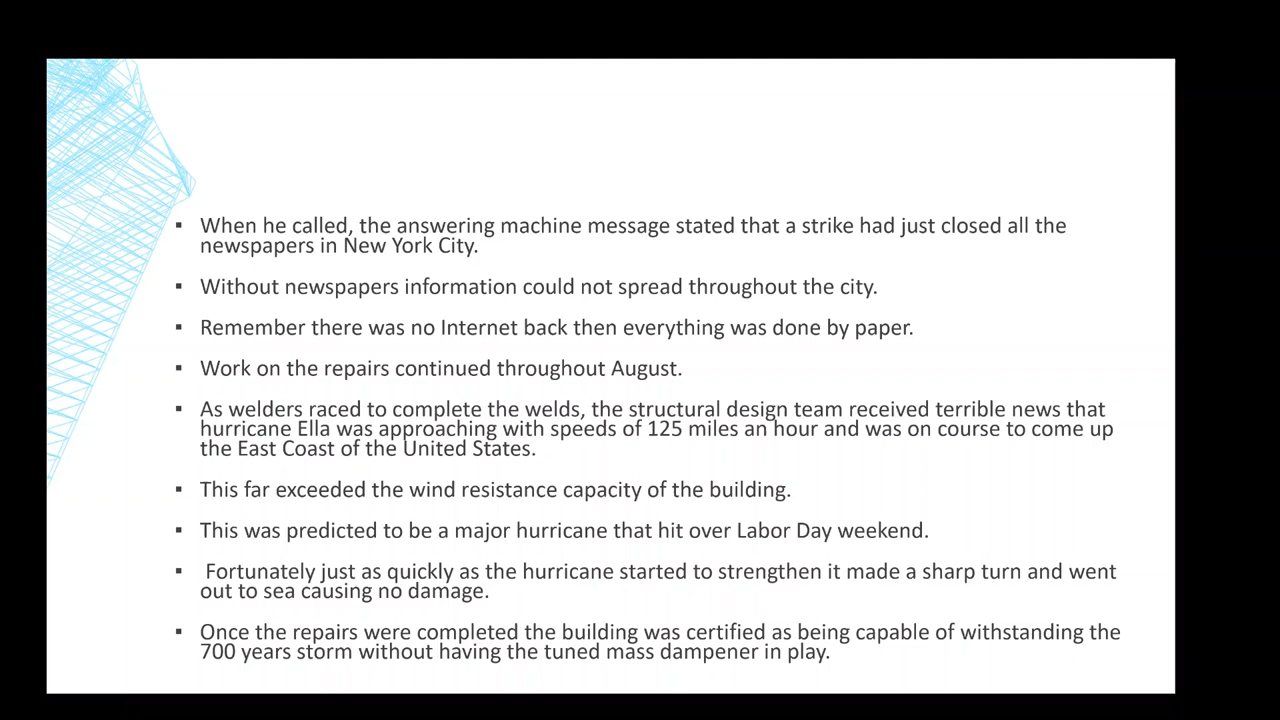 ▪ When he called, the answering machine message stated that a strike had just closed all the
newspapers in New York City.
▪ Without newspapers information could not spread throughout the city.
▪ Remember there was no Internet back then everything was done by paper.
▪ Work on the repairs continued throughout August.
▪ As welders raced to complete the welds, the structural design team received terrible news that
hurricane Ella was approaching with speeds of 125 miles an hour and was on course to come up
the East Coast of the United States.
▪ This far exceeded the wind resistance capacity of the building.
▪ This was predicted to be a major hurricane that hit over Labor Day weekend.
▪ Fortunately just as quickly as the hurricane started to strengthen it made a sharp turn and went
out to sea causing no damage.
▪ Once the repairs were completed the building was certified as being capable of withstanding the
700 years storm without having the tuned mass dampener in play.